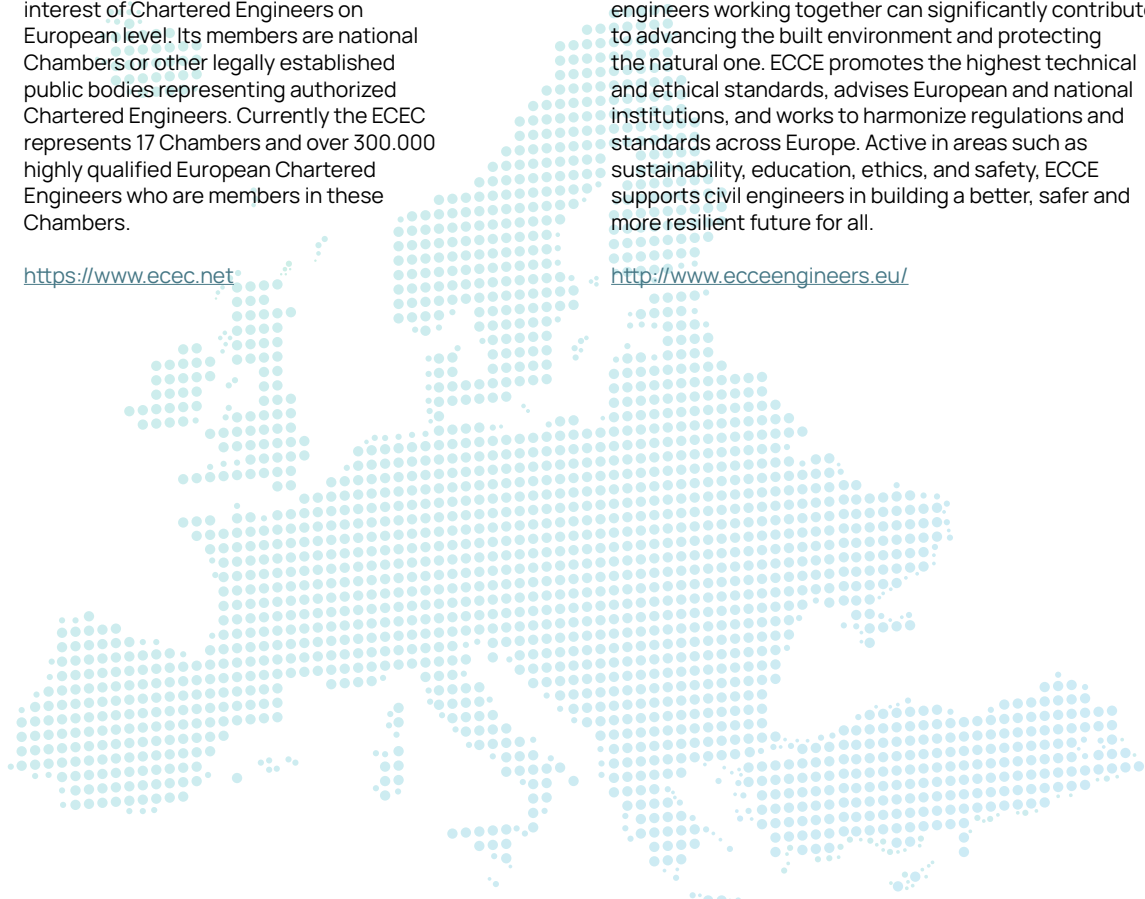 interest of Chartered Engineers on
European level. Its members are national
Chambers or other legally established
public bodies representing authorized
Chartered Engineers. Currently the ECEC
represents 17 Chambers and over 300.000
highly qualified European Chartered
Engineers who are members in these
Chambers.
https://www.ecec.net
engineers working together can significantly contribute
to advancing the built environment and protecting
the natural one. ECCE promotes the highest technical
and ethical standards, advises European and national
institutions, and works to harmonize regulations and
standards across Europe. Active in areas such as
sustainability, education, ethics, and safety, ECCE
supports civil engineers in building a better, safer and
more resilient future for all.
http://www.ecceengineers.eu/